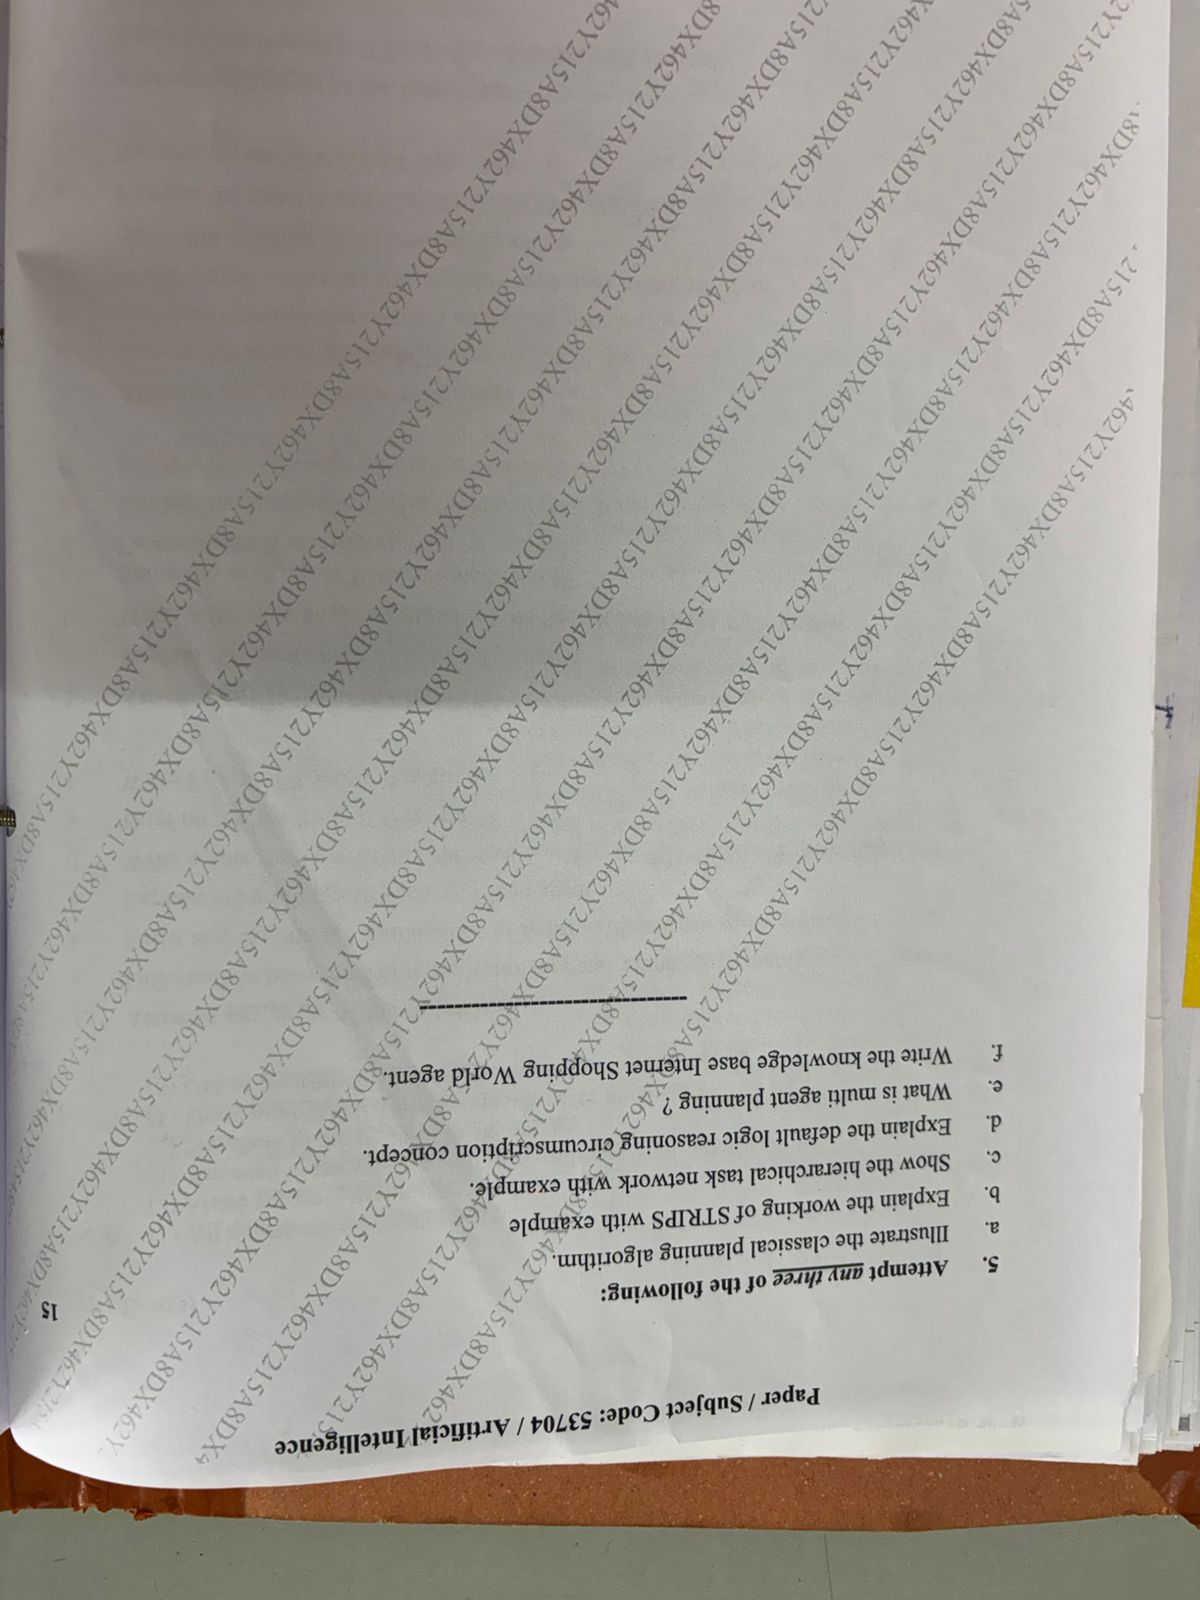 Paper / Subject Code: 53704 / Artificial Intelligence
15
5. Attempt any three of the following:
a. Illustrate the classical planning algorithm.
b. Explain the working of STRIPS with example
c. Show the hierarchical task network with example.
d. Explain the default logic reasoning circumscription concept.
e. What is multi agent planning ?
f. Write the knowledge base Internet Shopping World agent.
---------------------------------